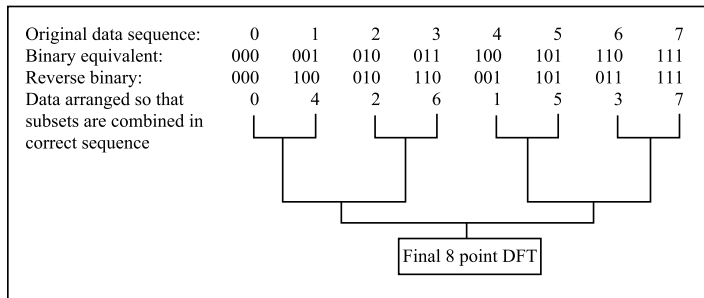 Original data sequence: 0 1 2 3 4 5 6 7
Binary equivalent: 000 001 010 011 100 101 110 111
Reverse binary: 000 100 010 110 001 101 011 111
Data arranged so that 0 4 2 6 1 5 3 7
subsets are combined in
correct sequence
Final 8 point DFT